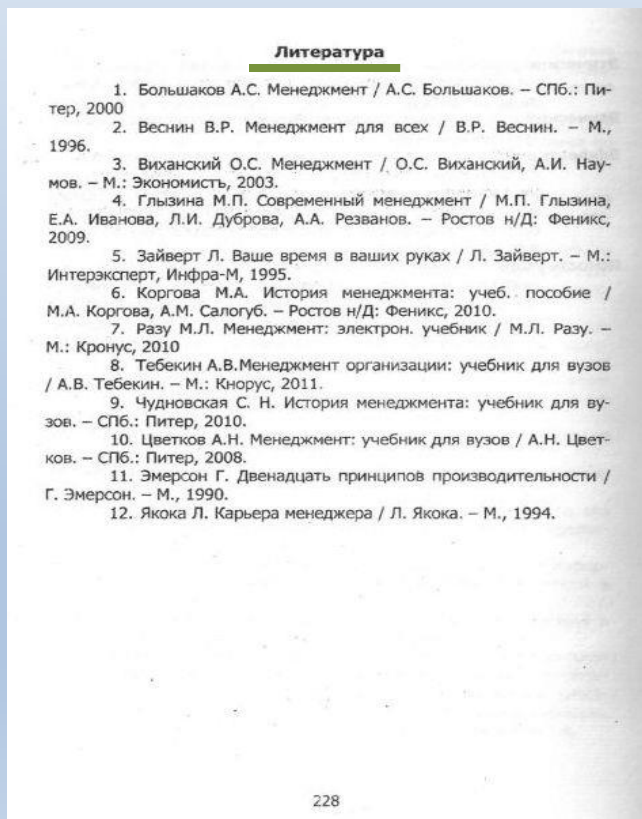 Литература
1. Большаков А.С. Менеджмент / А.С. Большаков. – СПб.: Пи-
тер, 2000
2. Веснин В.Р. Менеджмент для всех / В.Р. Веснин. – М.,
1996.
3. Виханский О.С. Менеджмент / О.С. Виханский, А.И. Нау-
мов. – М.: Экономистъ, 2003.
4. Глызина М.П. Современный менеджмент / М.П. Глызина,
Е.А. Иванова, Л.И. Дуброва, А.А. Резванов. – Ростов н/Д: Феникс,
2009.
5. Зайверт Л. Ваше время в ваших руках / Л. Зайверт. – М.:
Интерэксперт, Инфра-М, 1995.
6. Коргова М.А. История менеджмента: учеб. пособие /
М.А. Коргова, А.М. Салогуб. – Ростов н/Д: Феникс, 2010.
7. Разу М.Л. Менеджмент: электрон. учебник / М.Л. Разу. –
М.: Кронус, 2010
8. Тебекин А.В.Менеджмент организации: учебник для вузов
/ А.В. Тебекин. – М.: Кнорус, 2011.
9. Чудновская С. Н. История менеджмента: учебник для ву-
зов. – СПб.: Питер, 2010.
10. Цветков А.Н. Менеджмент: учебник для вузов / А.Н. Цвет-
ков. – СПб.: Питер, 2008.
11. Эмерсон Г. Двенадцать принципов производительности /
Г. Эмерсон. – М., 1990.
12. Якока Л. Карьера менеджера / Л. Якока. – М., 1994.
228